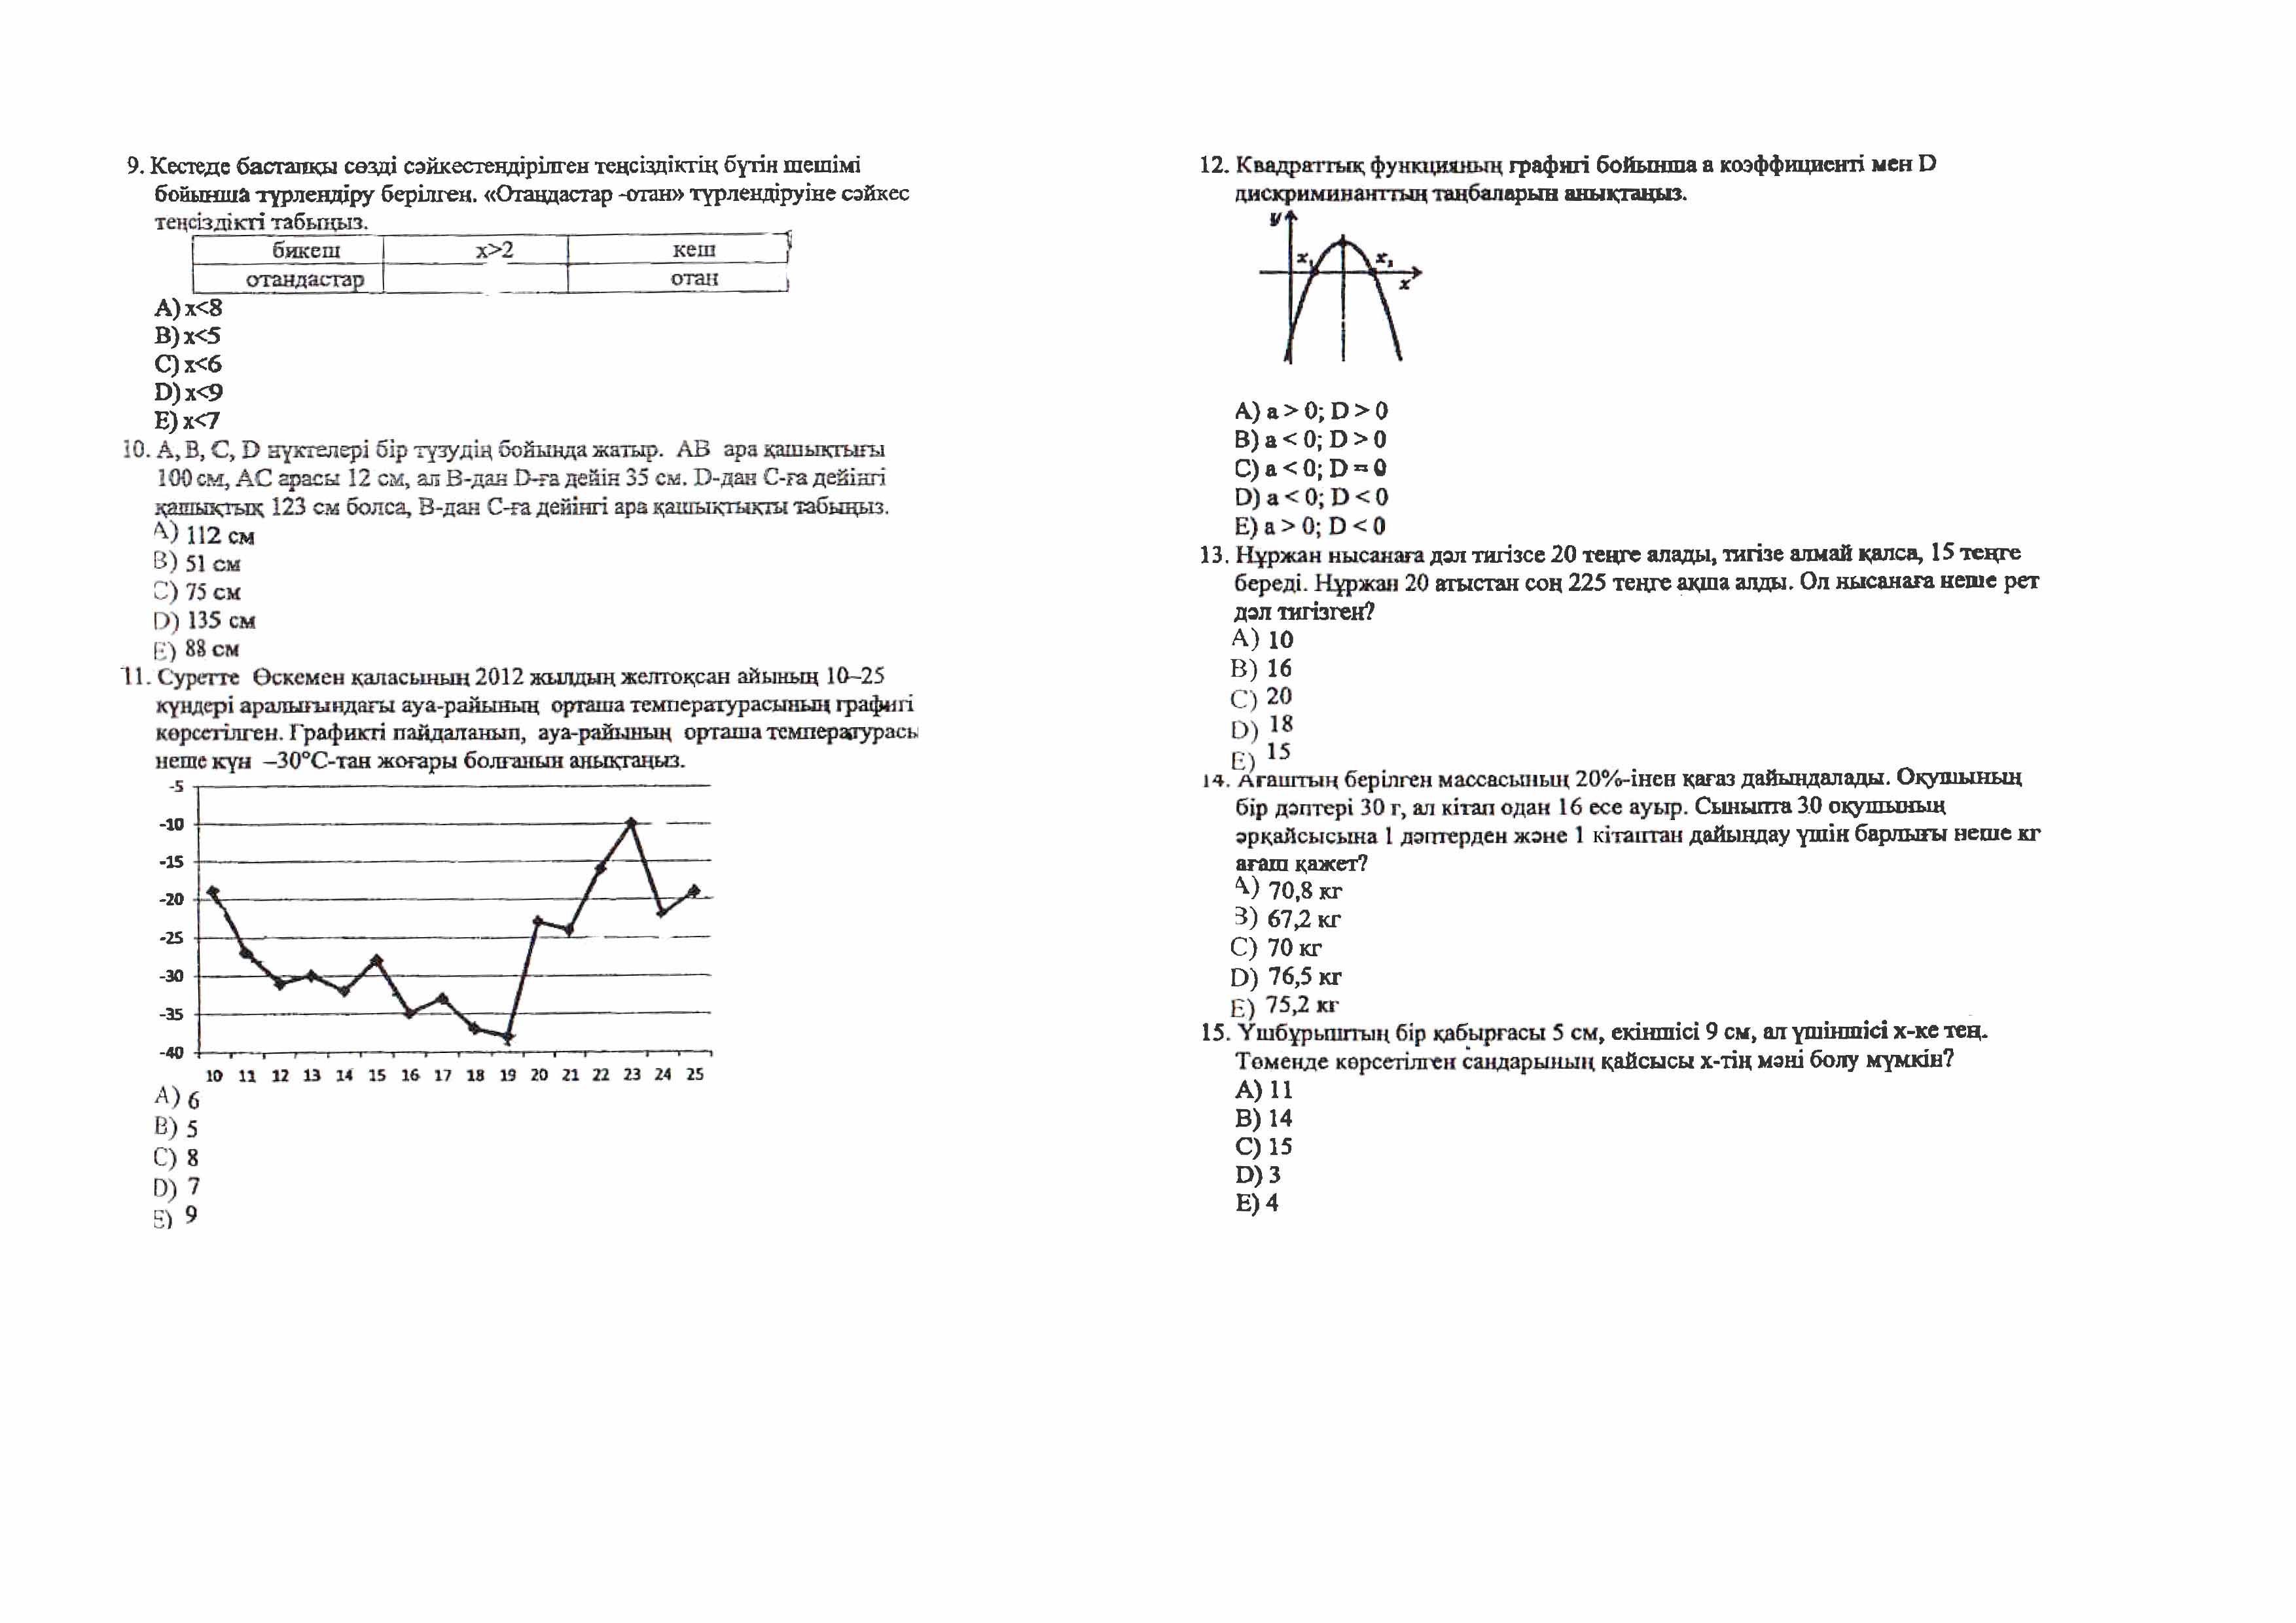 9. Кестеде бастапқы сөзді сәйкестендірілген теңсіздіктің бүтін шешімі
бойынша түрлендіру берілген. «Отандастар -отан» түрлендіруіне сәйкес
теңсіздікті табыңыз.
бикеш x>2 кеш
отандастар отан
A) x<8
B) x<5
C) x<6
D) x<9
E) x<7
10. A, B, C, D нүктелері бір түзудің бойында жатыр. AB ара қашықтығы
100 см, AC арасы 12 см, ал B-дан D-ға дейін 35 см. D-дан C-ға дейінгі
қашықтық 123 см болса, B-дан C-ға дейінгі ара қашықтықты табыңыз.
A) 112 см
B) 51 см
C) 75 см
D) 135 см
E) 88 см
11. Суретте Өскемен қаласының 2012 жылдың желтоқсан айының 10–25
күндері аралығындағы ауа-райының орташа температурасының графигі
көрсетілген. Графикті пайдаланып, ауа-райының орташа температурасы
неше күн –30°C-тан жоғары болғанын анықтаңыз.
-5
-10
-15
-20
-25
-30
-35
-40
10 11 12 13 14 15 16 17 18 19 20 21 22 23 24 25
A) 6
B) 5
C) 8
D) 7
E) 9
12. Квадраттық функцияның графигі бойынша a коэффициенті мен D
дискриминанттың таңбаларын анықтаңыз.
y
x₁ x₂
x
A) a > 0; D > 0
B) a < 0; D > 0
C) a < 0; D = 0
D) a < 0; D < 0
E) a > 0; D < 0
13. Нұржан нысанаға дәл тигізсе 20 теңге алады, тигізе алмай қалса, 15 теңге
береді. Нұржан 20 атыстан соң 225 теңге ақша алды. Ол нысанаға неше рет
дәл тигізген?
A) 10
B) 16
C) 20
D) 18
E) 15
14. Ағаштың берілген массасының 20%-інен қағаз дайындалады. Оқушының
бір дәптері 30 г, ал кітап одан 16 есе ауыр. Сыныпта 30 оқушының
әрқайсысына 1 дәптерден және 1 кітаптан дайындау үшін барлығы неше кг
ағаш қажет?
A) 70,8 кг
B) 67,2 кг
C) 70 кг
D) 76,5 кг
E) 75,2 кг
15. Үшбұрыштың бір қабырғасы 5 см, екіншісі 9 см, ал үшіншісі x-ке тең.
Төменде көрсетілген сандарының қайсысы x-тің мәні болу мүмкін?
A) 11
B) 14
C) 15
D) 3
E) 4